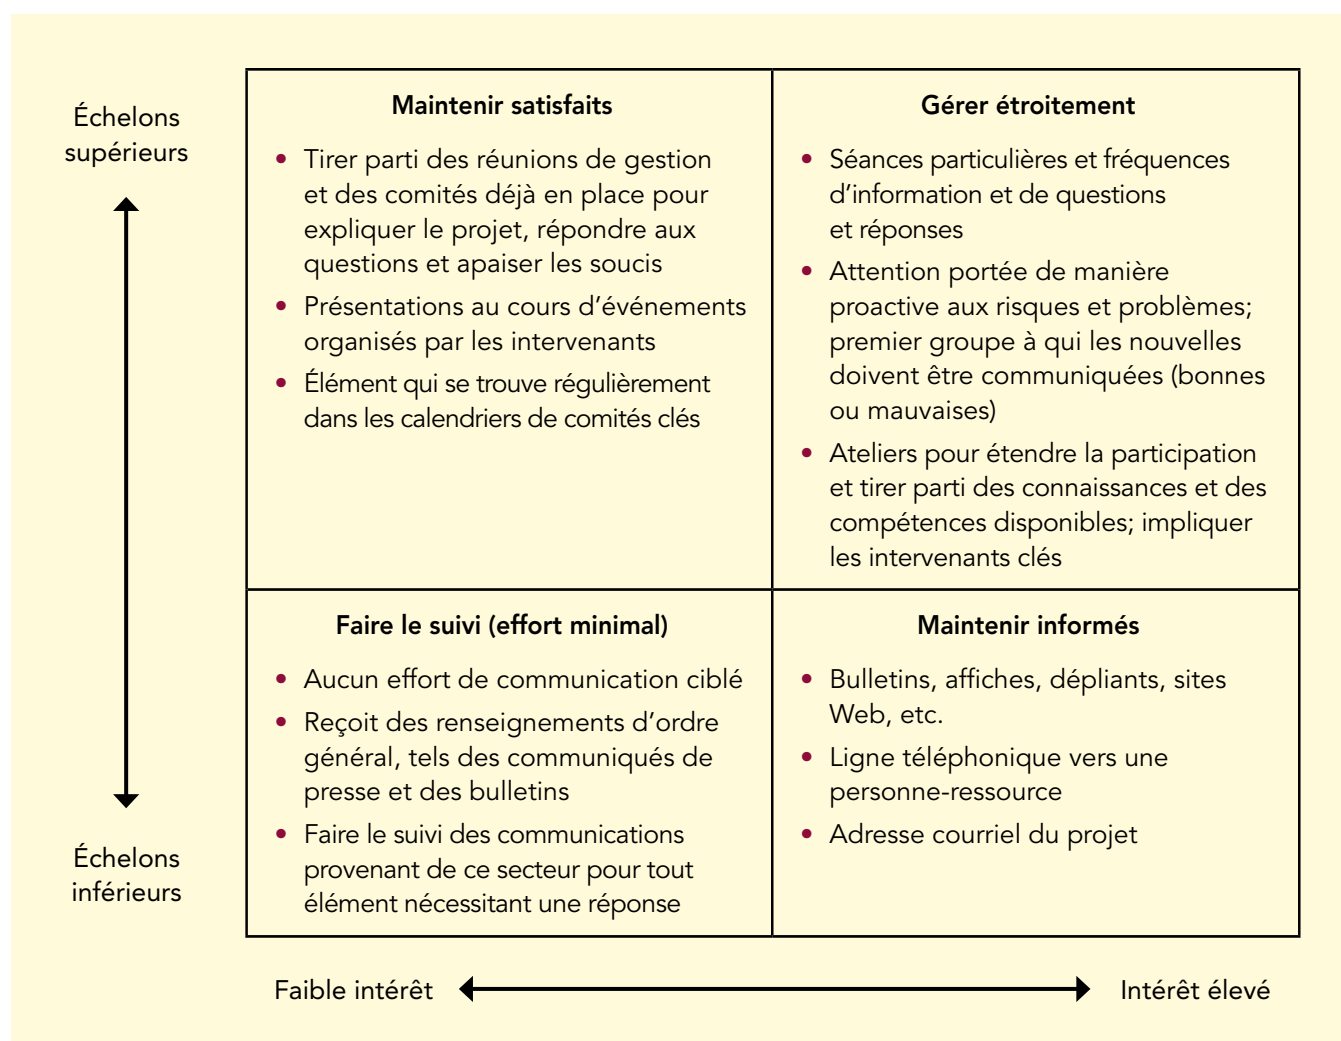 Échelons
supérieurs
Maintenir satisfaits
• Tirer parti des réunions de gestion
et des comités déjà en place pour
expliquer le projet, répondre aux
questions et apaiser les soucis
• Présentations au cours d’événements
organisés par les intervenants
• Élément qui se trouve régulièrement
dans les calendriers de comités clés
Gérer étroitement
• Séances particulières et fréquences
d’information et de questions
et réponses
• Attention portée de manière
proactive aux risques et problèmes;
premier groupe à qui les nouvelles
doivent être communiquées (bonnes
ou mauvaises)
• Ateliers pour étendre la participation
et tirer parti des connaissances et des
compétences disponibles; impliquer
les intervenants clés
Faire le suivi (effort minimal)
• Aucun effort de communication ciblé
• Reçoit des renseignements d’ordre
général, tels des communiqués de
presse et des bulletins
• Faire le suivi des communications
provenant de ce secteur pour tout
élément nécessitant une réponse
Maintenir informés
• Bulletins, affiches, dépliants, sites
Web, etc.
• Ligne téléphonique vers une
personne-ressource
• Adresse courriel du projet
Échelons
inférieurs
Faible intérêt
Intérêt élevé